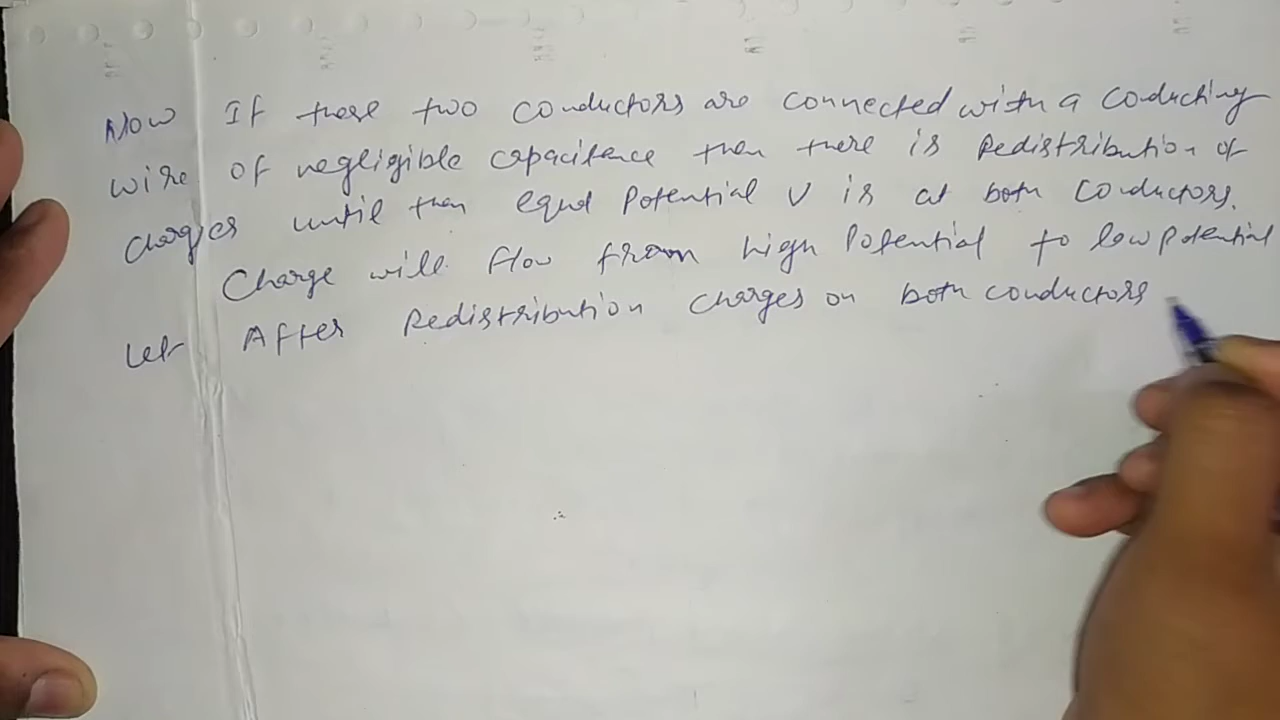 Now If these two conductors are connected with a conducting
wire of negligible capacitence then there is Redistribution of
charges until then equal Potential V is at both conductors.
Charge will flow from high Potential to low potential
Let After Redistribution charges on both conductors